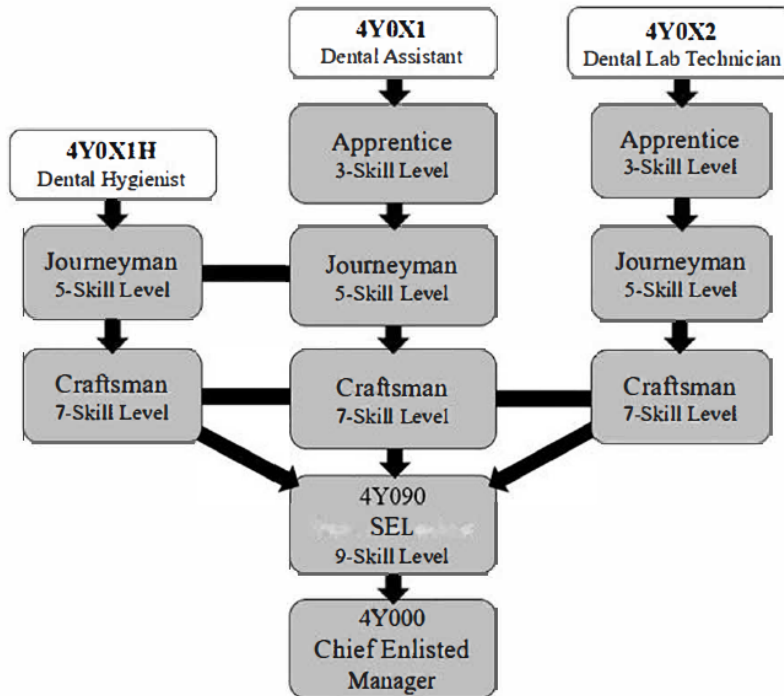 4Y0X1
Dental Assistant
4Y0X2
Dental Lab Technician
Apprentice
3-Skill Level
Apprentice
3-Skill Level
4Y0X1H
Dental Hygienist
Journeyman
5-Skill Level
Journeyman
5-Skill Level
Journeyman
5-Skill Level
Craftsman
7-Skill Level
Craftsman
7-Skill Level
Craftsman
7-Skill Level
4Y090
SEL
9-Skill Level
4Y000
Chief Enlisted
Manager